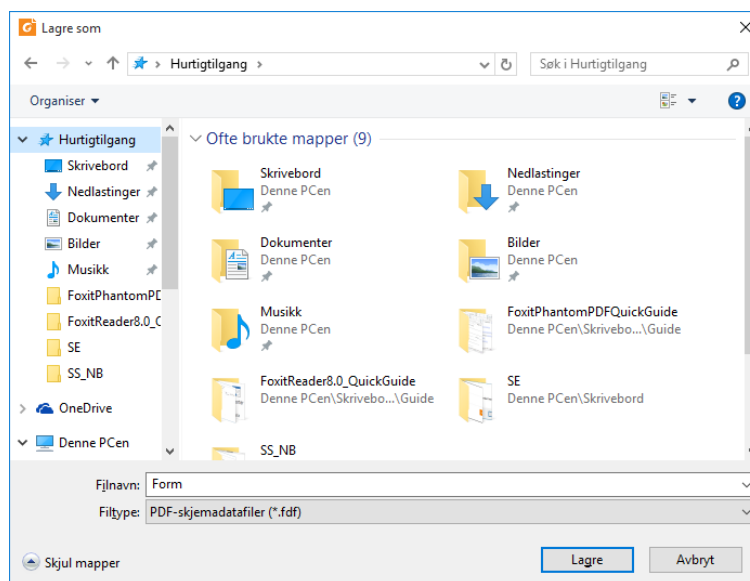 Lagre som
Hurtigtilgang
Søk i Hurtigtilgang
Organiser
Hurtigtilgang
Skrivebord
Nedlastinger
Dokumenter
Bilder
Musikk
FoxitPhantomPD
FoxitReader8.0_C
SE
SS_NB
OneDrive
Denne PCen
Ofte brukte mapper (9)
Skrivebord
Denne PCen
Nedlastinger
Denne PCen
Dokumenter
Denne PCen
Bilder
Denne PCen
Musikk
Denne PCen
FoxitPhantomPDFQuickGuide
Denne PCen\Skrivebo...\Guide
FoxitReader8.0_QuickGuide
Denne PCen\Skrivebo...\Guide
SE
Denne PCen\Skrivebord
SS_NB
Filnavn: Form
Filtype: PDF-skjemadatafiler (*.fdf)
Skjul mapper
Lagre
Avbryt